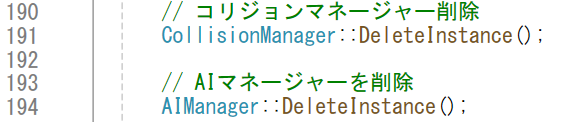 190 // コリジョンマネージャー削除
191 CollisionManager::DeleteInstance();
192
193 // AIマネージャーを削除
194 AIManager::DeleteInstance();